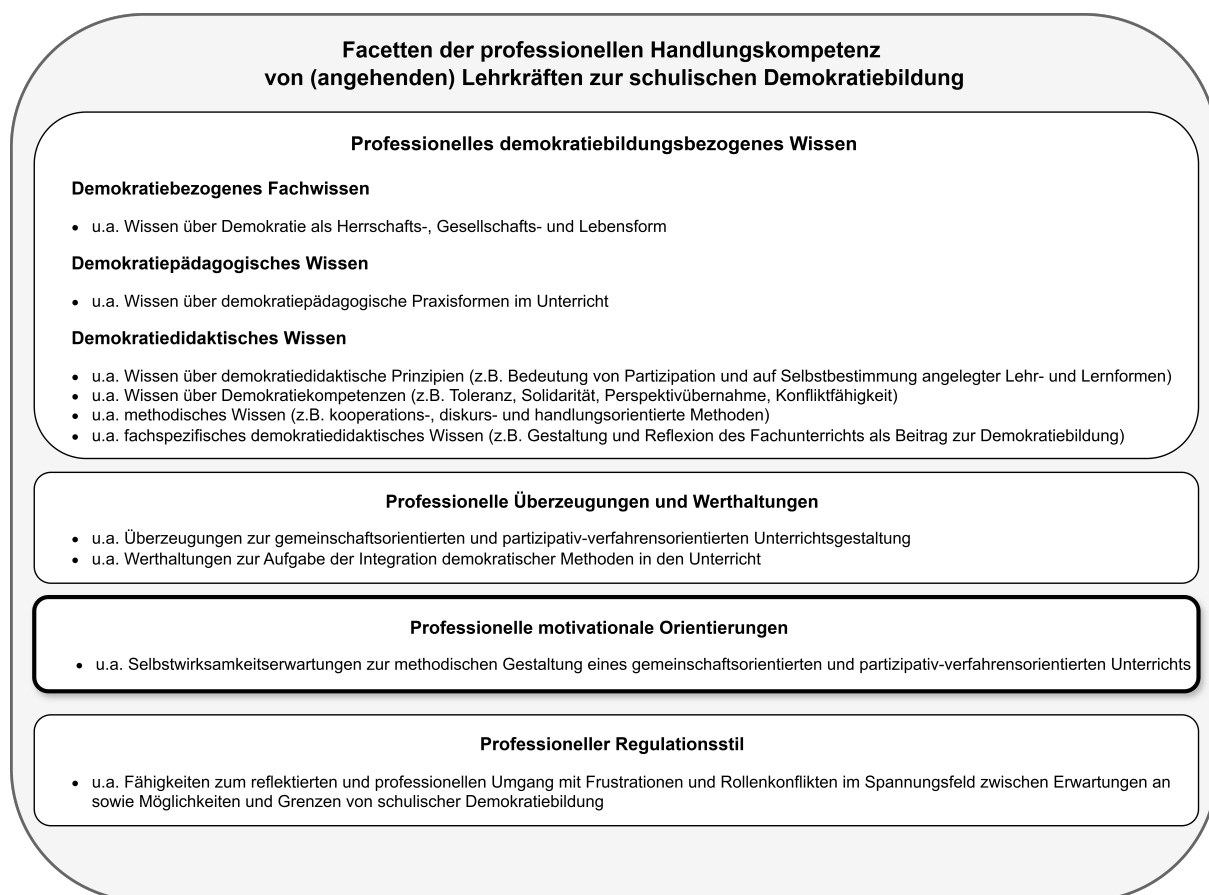 Facetten der professionellen Handlungskompetenz
von (angehenden) Lehrkräften zur schulischen Demokratiebildung
Professionelles demokratiebildungsbezogenes Wissen
Demokratiebezogenes Fachwissen
• u.a. Wissen über Demokratie als Herrschafts-, Gesellschafts- und Lebensform
Demokratiepädagogisches Wissen
• u.a. Wissen über demokratiepädagogische Praxisformen im Unterricht
Demokratiedidaktisches Wissen
• u.a. Wissen über demokratiedidaktische Prinzipien (z.B. Bedeutung von Partizipation und auf Selbstbestimmung angelegter Lehr- und Lernformen)
• u.a. Wissen über Demokratiekompetenzen (z.B. Toleranz, Solidarität, Perspektivübernahme, Konfliktfähigkeit)
• u.a. methodisches Wissen (z.B. kooperations-, diskurs- und handlungsorientierte Methoden)
• u.a. fachspezifisches demokratiedidaktisches Wissen (z.B. Gestaltung und Reflexion des Fachunterrichts als Beitrag zur Demokratiebildung)
Professionelle Überzeugungen und Werthaltungen
• u.a. Überzeugungen zur gemeinschaftsorientierten und partizipativ-verfahrensorientierten Unterrichtsgestaltung
• u.a. Werthaltungen zur Aufgabe der Integration demokratischer Methoden in den Unterricht
Professionelle motivationale Orientierungen
• u.a. Selbstwirksamkeitserwartungen zur methodischen Gestaltung eines gemeinschaftsorientierten und partizipativ-verfahrensorientierten Unterrichts
Professioneller Regulationsstil
• u.a. Fähigkeiten zum reflektierten und professionellen Umgang mit Frustrationen und Rollenkonflikten im Spannungsfeld zwischen Erwartungen an
sowie Möglichkeiten und Grenzen von schulischer Demokratiebildung